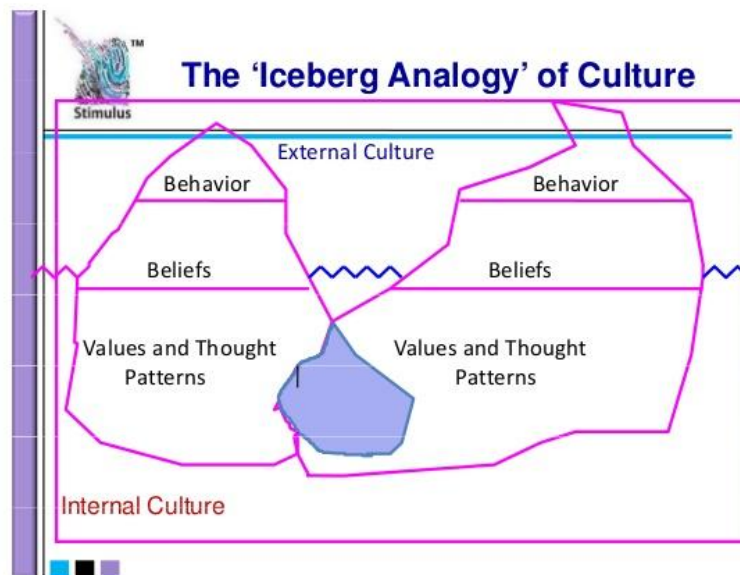 TM
Stimulus
The ‘Iceberg Analogy’ of Culture
External Culture
Behavior
Behavior
Beliefs
Beliefs
Values and Thought
Patterns
Values and Thought
Patterns
Internal Culture